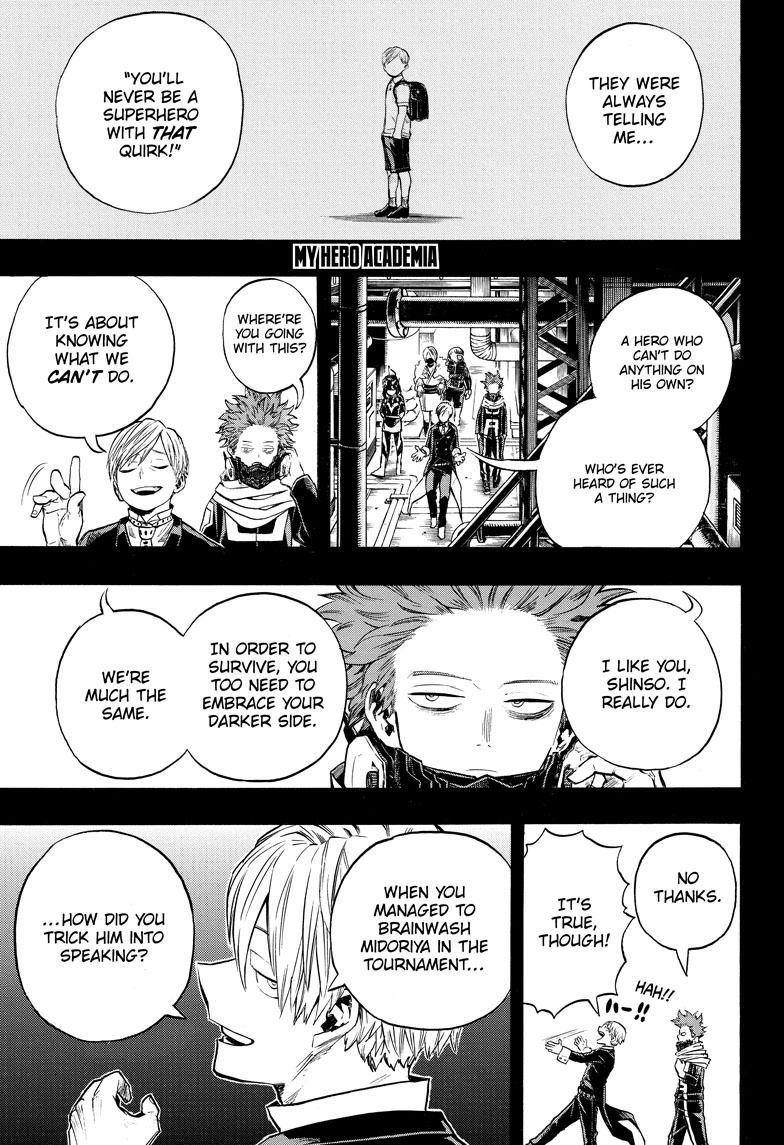 THEY WERE
ALWAYS
TELLING
ME...
"YOU'LL
NEVER BE A
SUPERHERO
WITH THAT
QUIRK!"
MY HERO ACADEMIA
A HERO WHO
CAN'T DO
ANYTHING ON
HIS OWN?
WHO'S EVER
HEARD OF SUCH
A THING?
WHERE'RE
YOU GOING
WITH THIS?
IT'S ABOUT
KNOWING
WHAT WE
CAN'T DO.
I LIKE YOU,
SHINSO. I
REALLY DO.
IN ORDER TO
SURVIVE, YOU
TOO NEED TO
EMBRACE YOUR
DARKER SIDE.
WE'RE
MUCH THE
SAME.
NO
THANKS.
IT'S
TRUE,
THOUGH!
HAH!!
ハー!!
WHEN YOU
MANAGED TO
BRAINWASH
MIDORIYA IN THE
TOURNAMENT...
...HOW DID YOU
TRICK HIM INTO
SPEAKING?